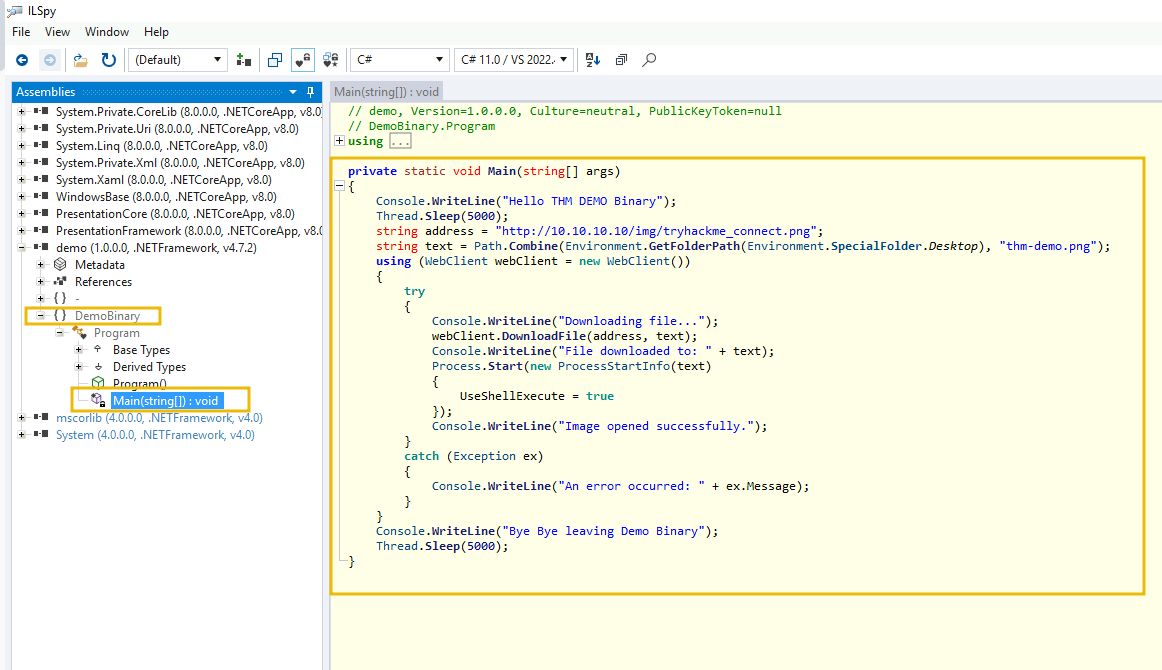 ILSpy
File View Window Help
(Default) C# C# 11.0 / VS 2022.
Assemblies
System.Private.CoreLib (8.0.0.0, .NETCoreApp, v8.0)
System.Private.Uri (8.0.0.0, .NETCoreApp, v8.0)
System.Linq (8.0.0.0, .NETCoreApp, v8.0)
System.Private.Xml (8.0.0.0, .NETCoreApp, v8.0)
System.Xaml (8.0.0.0, .NETCoreApp, v8.0)
WindowsBase (8.0.0.0, .NETCoreApp, v8.0)
PresentationCore (8.0.0.0, .NETCoreApp, v8.0)
PresentationFramework (8.0.0.0, .NETCoreApp, v8.0
demo (1.0.0.0, .NETFramework, v4.7.2)
Metadata
References
{ } -
{ } DemoBinary
Program
Base Types
Derived Types
Program()
Main(string[]) : void
mscorlib (4.0.0.0, .NETFramework, v4.0)
System (4.0.0.0, .NETFramework, v4.0)
Main(string[]) : void
// demo, Version=1.0.0.0, Culture=neutral, PublicKeyToken=null
// DemoBinary.Program
using ...
private static void Main(string[] args)
{
Console.WriteLine("Hello THM DEMO Binary");
Thread.Sleep(5000);
string address = "http://10.10.10.10/img/tryhackme_connect.png";
string text = Path.Combine(Environment.GetFolderPath(Environment.SpecialFolder.Desktop), "thm-demo.png");
using (WebClient webClient = new WebClient())
{
try
{
Console.WriteLine("Downloading file...");
webClient.DownloadFile(address, text);
Console.WriteLine("File downloaded to: " + text);
Process.Start(new ProcessStartInfo(text)
{
UseShellExecute = true
});
Console.WriteLine("Image opened successfully.");
}
catch (Exception ex)
{
Console.WriteLine("An error occurred: " + ex.Message);
}
}
Console.WriteLine("Bye Bye leaving Demo Binary");
Thread.Sleep(5000);
}